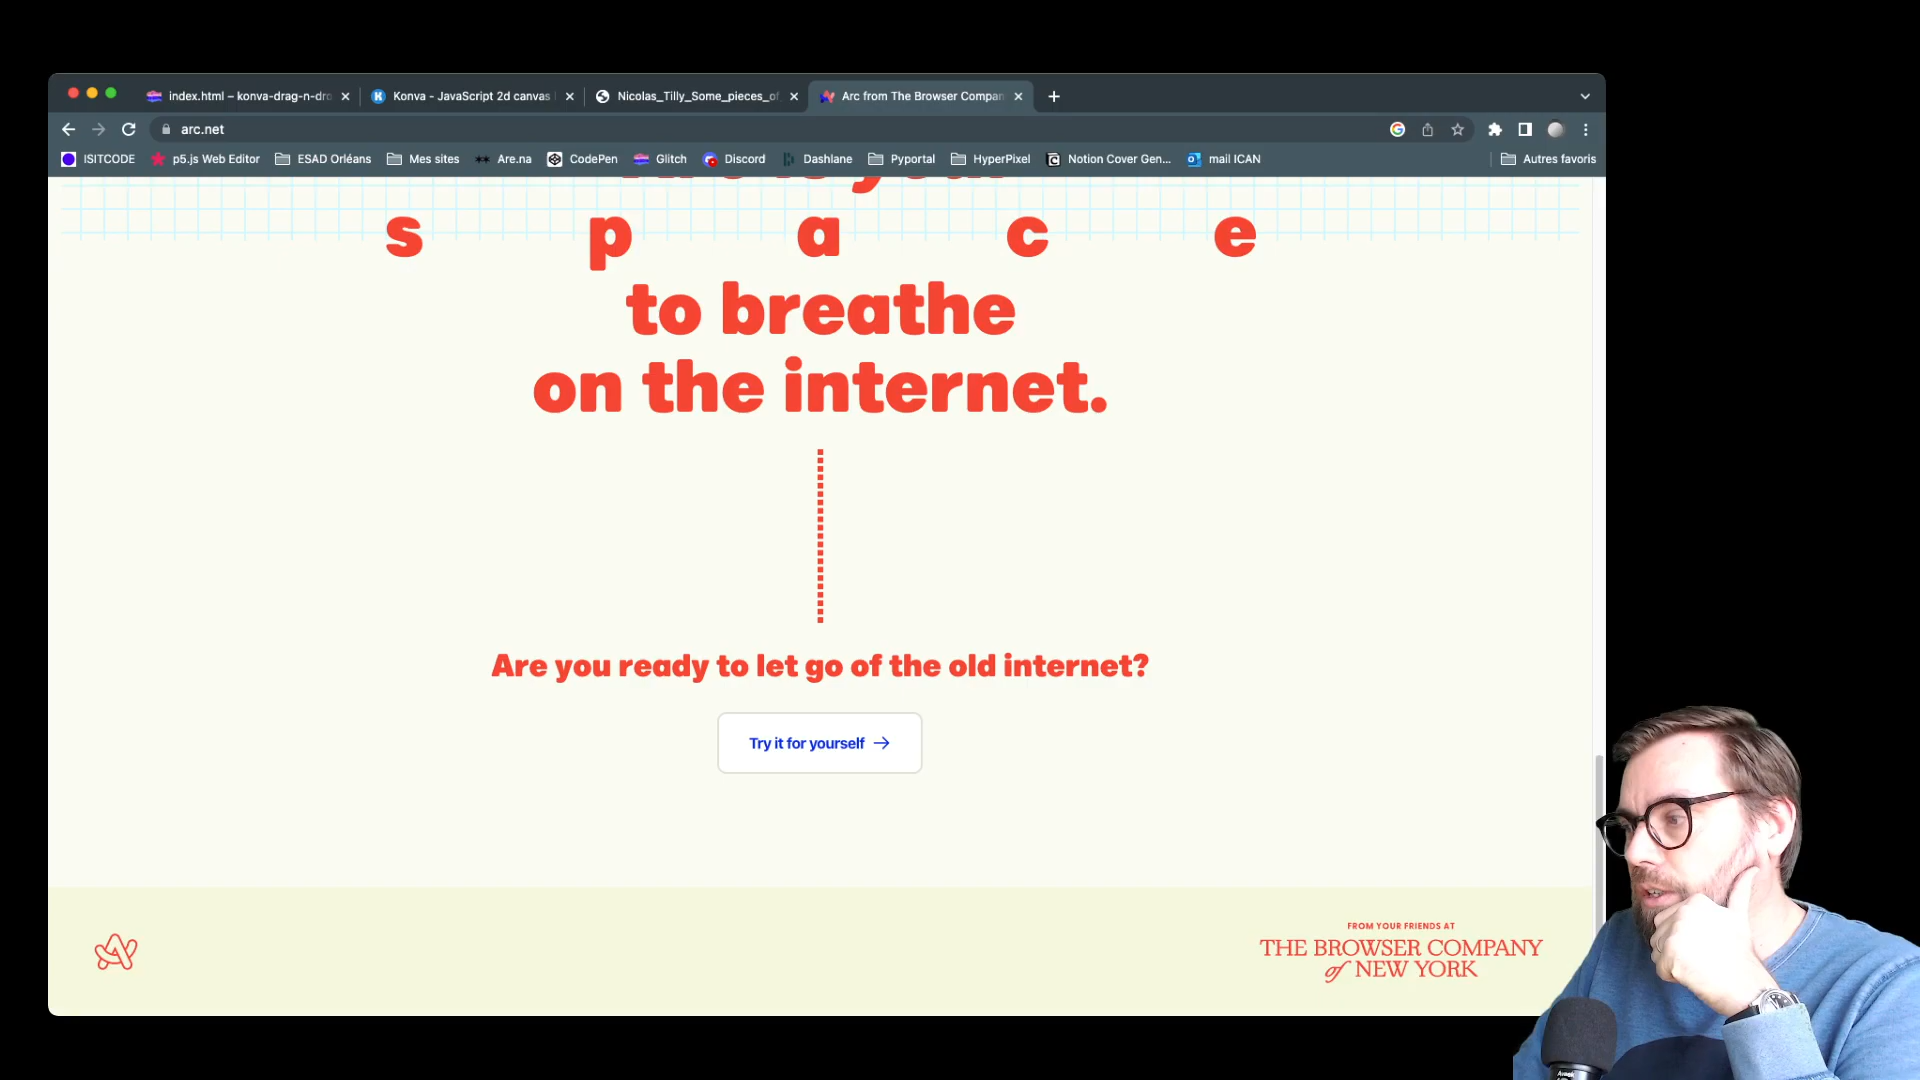 index.html – konva-drag-n-dro
Konva - JavaScript 2d canvas
Nicolas_Tilly_Some_pieces_of
Arc from The Browser Compan
arc.net
ISITCODE
p5.js Web Editor
ESAD Orléans
Mes sites
Are.na
CodePen
Glitch
Discord
Dashlane
Pyportal
HyperPixel
Notion Cover Gen...
mail ICAN
Autres favoris
s p a c e
to breathe
on the internet.
Are you ready to let go of the old internet?
Try it for yourself →
FROM YOUR FRIENDS AT
THE BROWSER COMPANY
of NEW YORK